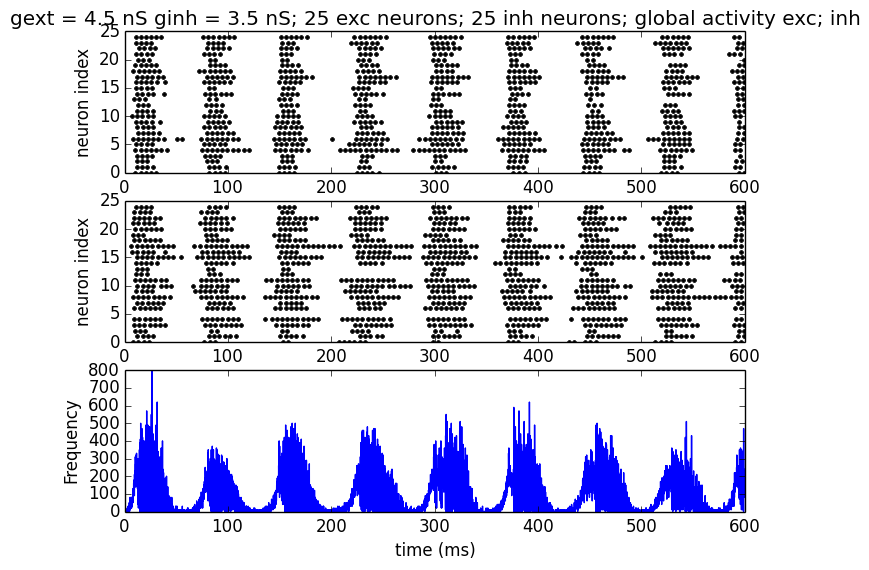 gext = 4.5 nS ginh = 3.5 nS; 25 exc neurons; 25 inh neurons; global activity exc; inh
25
20
15
10
5
0
neuron index
0 100 200 300 400 500 600
25
20
15
10
5
0
neuron index
0 100 200 300 400 500 600
800
700
600
500
400
300
200
100
0
Frequency
0 100 200 300 400 500 600
time (ms)